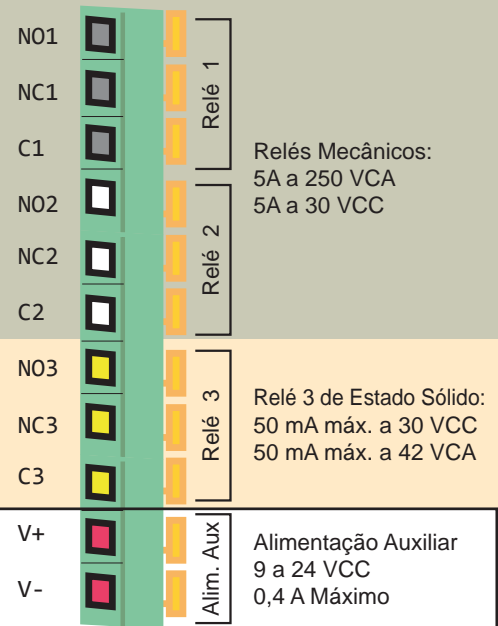 NO1
NC1
C1
Relé 1
NO2
NC2
C2
Relé 2
Relés Mecânicos:
5A a 250 VCA
5A a 30 VCC
NO3
NC3
C3
Relé 3
Relé 3 de Estado Sólido:
50 mA máx. a 30 VCC
50 mA máx. a 42 VCA
V+
V-
Alim. Aux
Alimentação Auxiliar
9 a 24 VCC
0,4 A Máximo